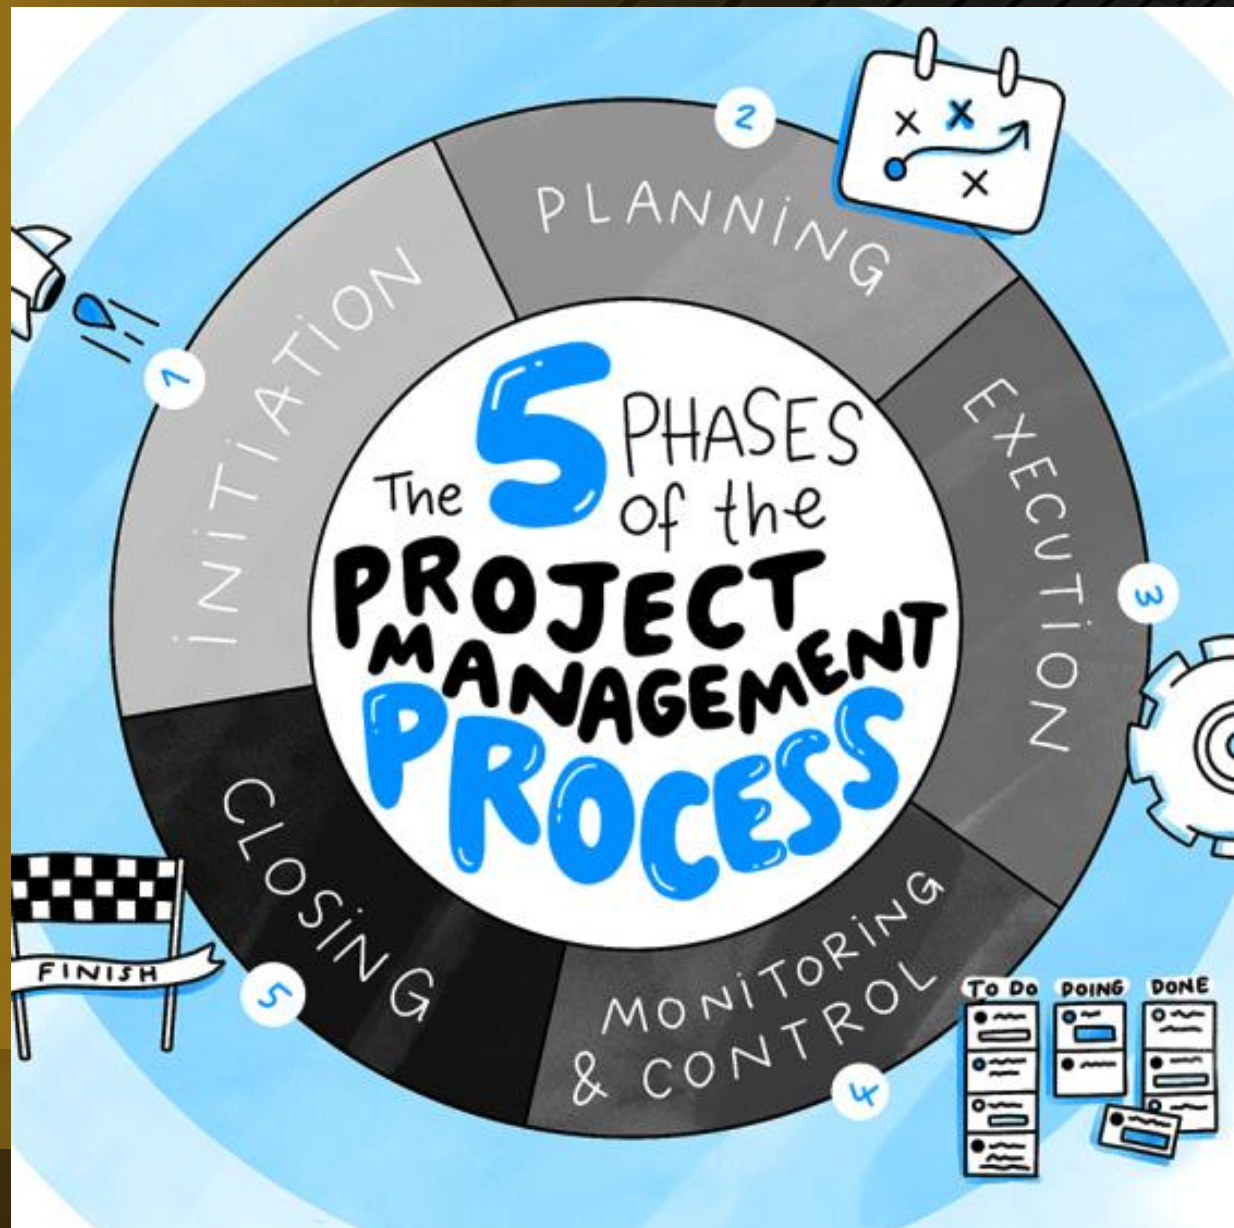 The 5 PHASES
of the
PROJECT
MANAGEMENT
PROCESS
1
INITIATION
2
PLANNING
3
EXECUTION
4
MONITORING
& CONTROL
5
CLOSING
TO DO
DOING
DONE
FINISH